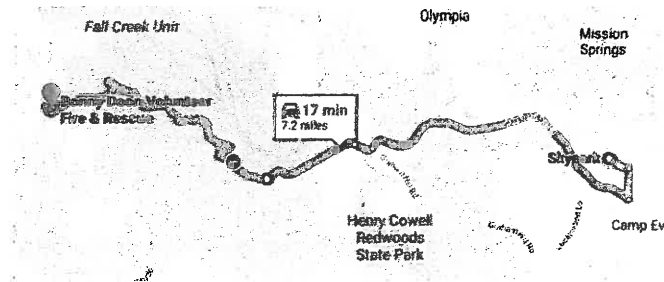 Fall Creek Unit
Olympia
Mission
Springs
Bonny Doon Volunteer
Fire & Rescue
17 min
7.2 miles
Skypark
Henry Cowell
Redwoods
State Park
Camp Ev